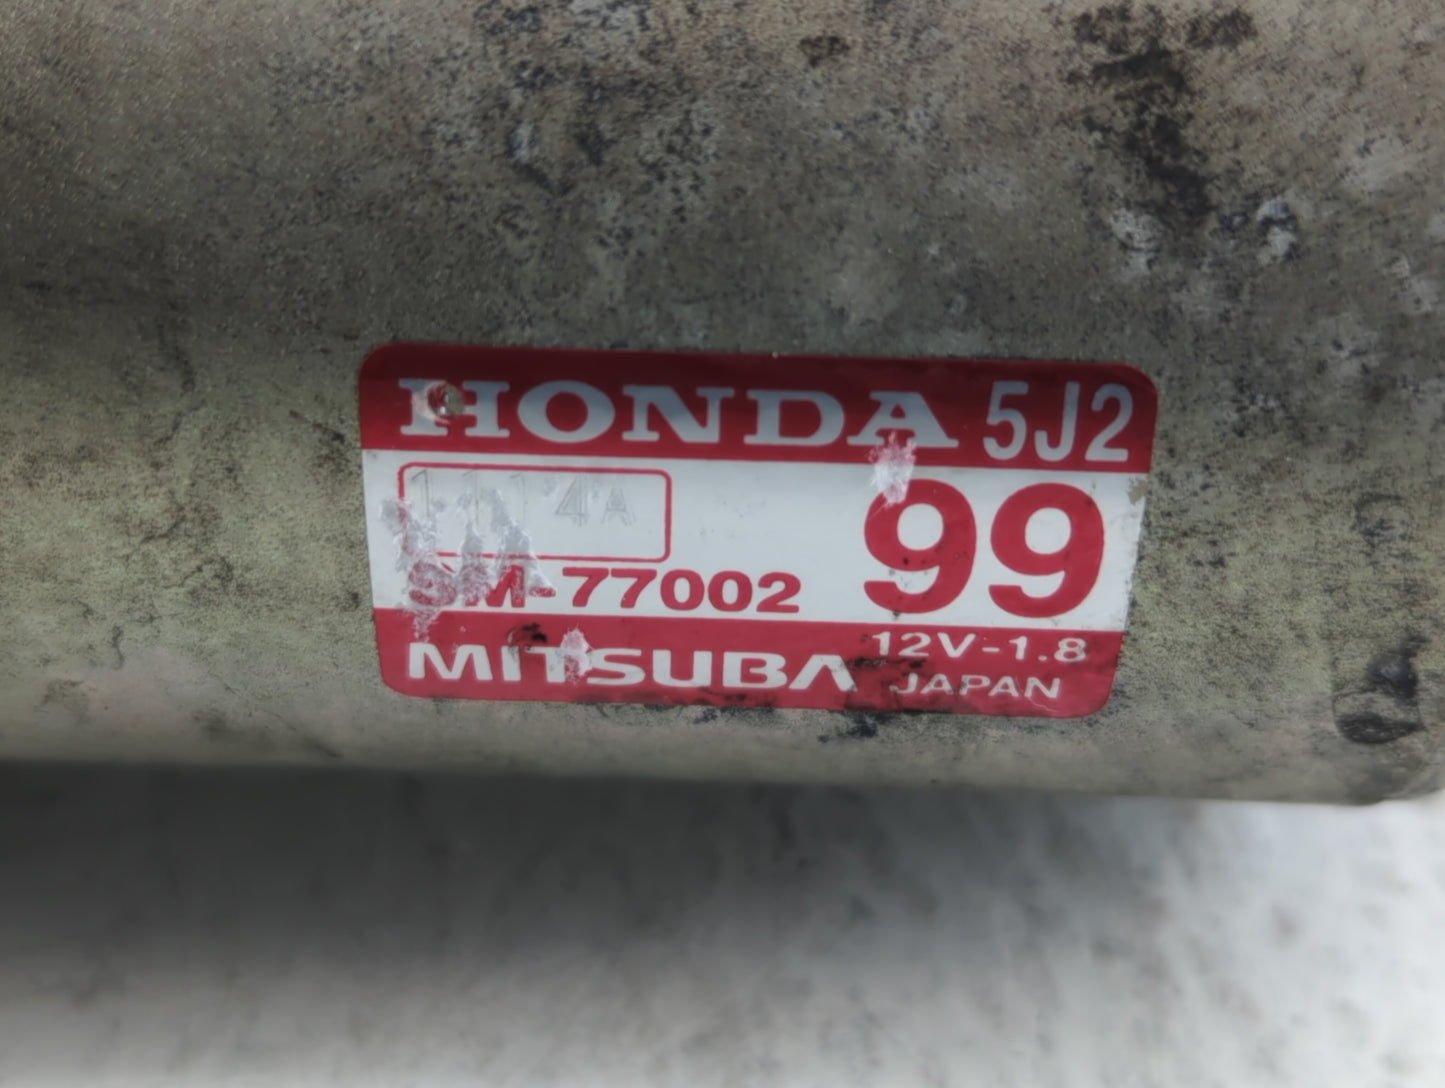 HONDA 5J2
99
SM-77002
MITSUBA
12V-1.8
JAPAN